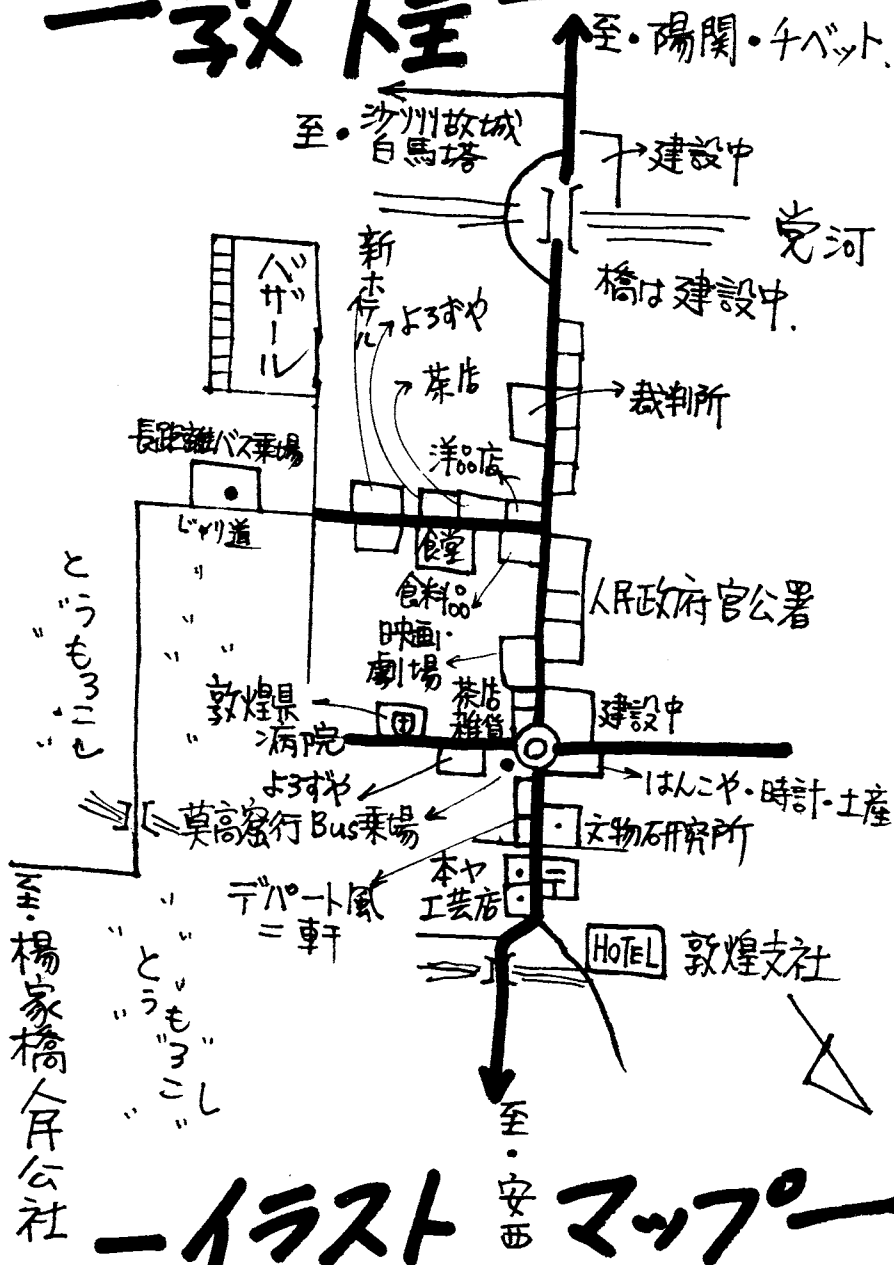 ー敦煌ー
至・陽関・チベット.
至・沙州故城
白馬塔
建設中
党河
橋は建設中.
新ホテル
バザール
よろずや
茶店
裁判所
洋品店
長距離バス乗場
じゃり道
食堂
食料品
人民政府官公署
とうもろこし
映画・
劇場
茶店
雑貨
建設中
敦煌県
病院
よろずや
はんこや・時計・土産
莫高窟行Bus乗場
文物研究所
デパート風
二軒
本ヤ
工芸店
〒
HOTEL
敦煌支社
至・楊家橋人民公社
とうもろこし
至・安西
ーイラストマップー